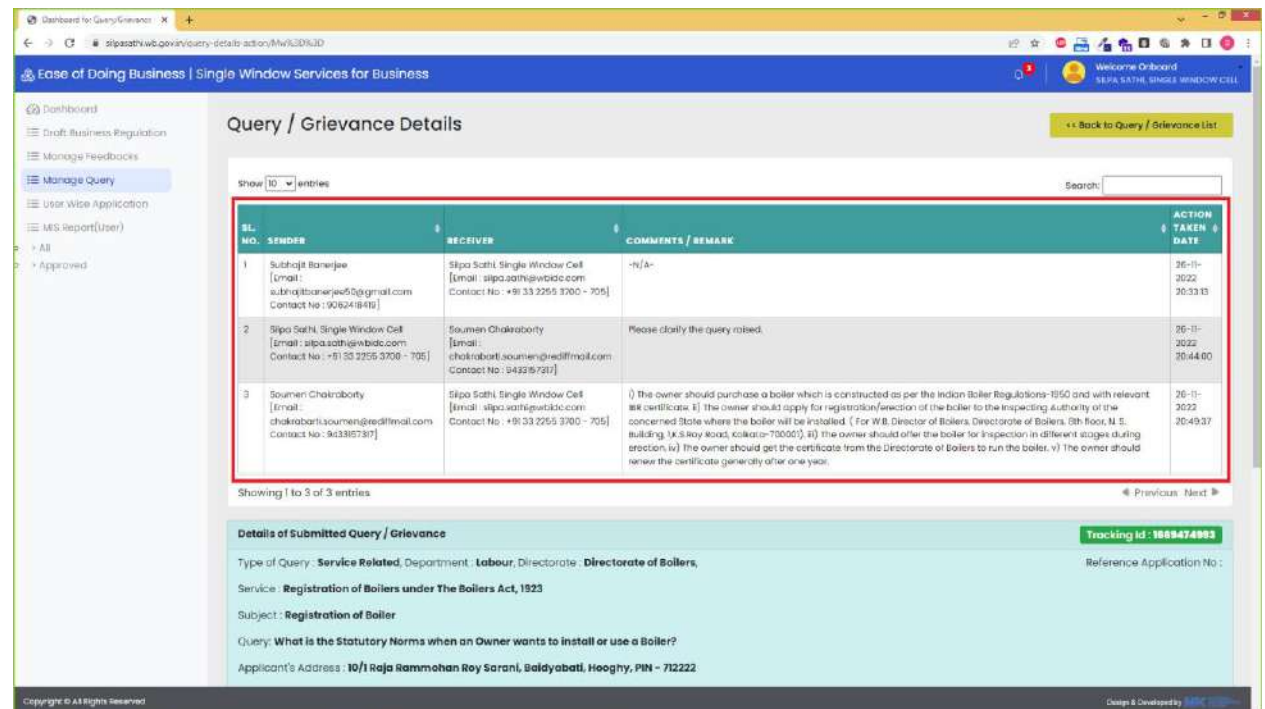 Dashboard for Query/Grievance
silpasathi.wb.gov.in/query-details-action/Mw%3D%3D
Ease of Doing Business | Single Window Services for Business
Welcome Onboard
SILPA SATHI, SINGLE WINDOW CELL
Dashboard
Draft Business Regulation
Manage Feedbacks
Manage Query
User Wise Application
MIS Report(User)
> All
> Approved
Query / Grievance Details
<< Back to Query / Grievance List
Show 10 entries
Search:
SL. NO. SENDER RECEIVER COMMENTS / REMARK ACTION TAKEN DATE
1 Subhajit Banerjee Silpa Sathi, Single Window Cell -N/A- 26-11-
[Email : [Email : silpa.sathi@wbidc.com 2022
subhajitbanerjee50@gmail.com Contact No : +91 33 2255 3700 - 705] 20:33:13
Contact No : 9062418419]
2 Silpa Sathi, Single Window Cell Soumen Chakraborty Please clarify the query raised. 26-11-
[Email : silpa.sathi@wbidc.com [Email : 2022
Contact No : +91 33 2255 3700 - 705] chakrabarti.soumen@rediffmail.com 20:44:00
Contact No : 9433157317]
3 Soumen Chakraborty Silpa Sathi, Single Window Cell i) The owner should purchase a boiler which is constructed as per the Indian Boiler Regulations-1950 and with relevant 26-11-
[Email : [Email : silpa.sathi@wbidc.com IBR certificate. ii) The owner should apply for registration/erection of the boiler to the Inspecting Authority of the 2022
chakrabarti.soumen@rediffmail.com Contact No : +91 33 2255 3700 - 705] concerned State where the boiler will be installed. ( For W.B, Director of Boilers, Directorate of Boilers, 8th floor, N. S. 20:49:37
Contact No : 9433157317] Building, 1,K.S.Roy Road, Kolkata-700001). iii) The owner should offer the boiler for inspection in different stages during
erection. iv) The owner should get the certificate from the Directorate of Boilers to run the boiler. v) The owner should
renew the certificate generally after one year.
Showing 1 to 3 of 3 entries
Previous Next
Details of Submitted Query / Grievance
Tracking Id : 1669474993
Type of Query : Service Related, Department : Labour, Directorate : Directorate of Boilers,
Reference Application No :
Service : Registration of Boilers under The Boilers Act, 1923
Subject : Registration of Boiler
Query: What is the Statutory Norms when an Owner wants to install or use a Boiler?
Applicant's Address : 10/1 Raja Rammohan Roy Sarani, Baidyabati, Hooghy, PIN - 712222
Copyright © All Rights Reserved
Design & Developed by